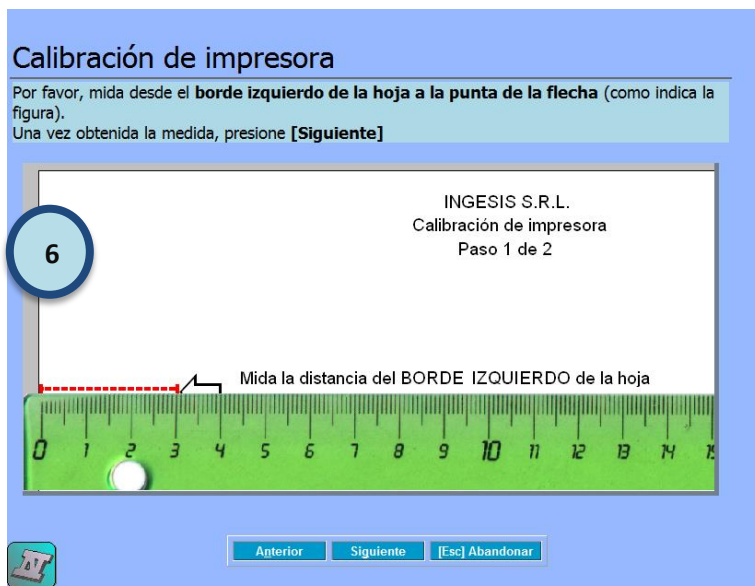 Calibración de impresora
Por favor, mida desde el borde izquierdo de la hoja a la punta de la flecha (como indica la
figura).
Una vez obtenida la medida, presione [Siguiente]
INGESIS S.R.L.
Calibración de impresora
Paso 1 de 2
6
Mida la distancia del BORDE IZQUIERDO de la hoja
0 1 2 3 4 5 6 7 8 9 10 11 12 13 14
Anterior Siguiente [Esc] Abandonar